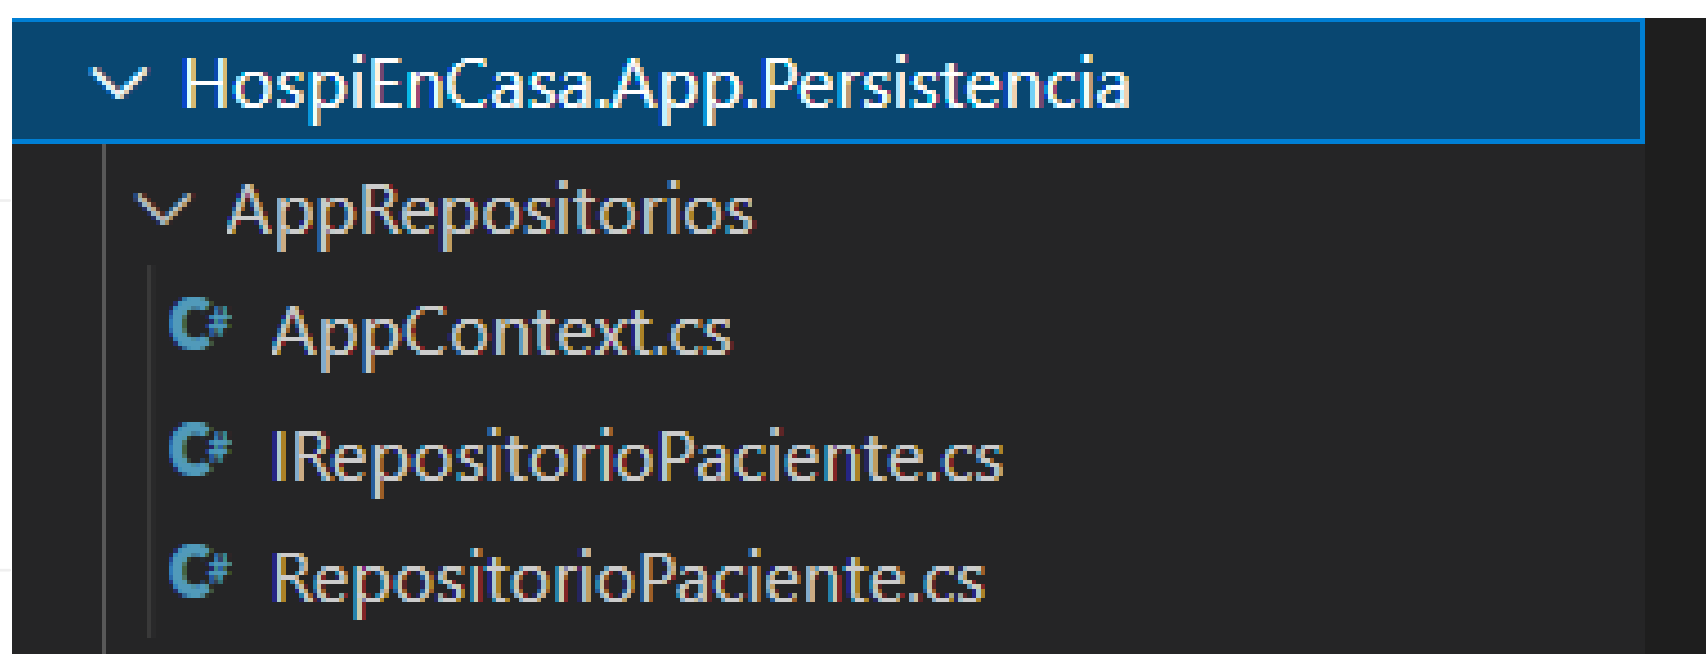 HospiEnCasa.App.Persistencia
AppRepositorios
C# AppContext.cs
C# IRepositorioPaciente.cs
C# RepositorioPaciente.cs